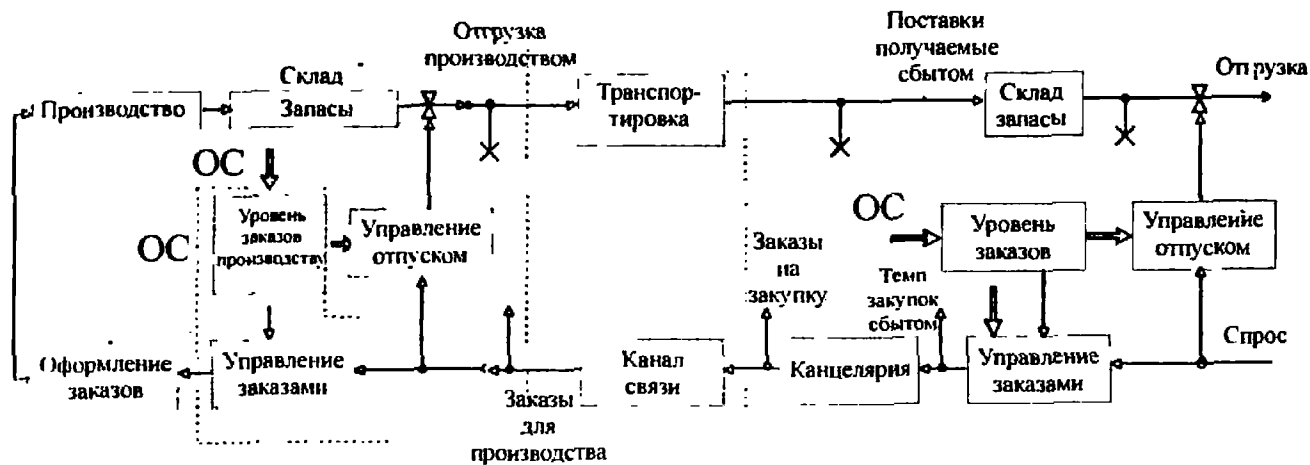 Отгрузка
производством
Поставки
получаемые
сбытом
Отгрузка
Производство
Склад
Запасы
Транспор-
тировка
Склад
запасы
ОС
ОС
Уровень
заказов
производству
Управление
отпуском
ОС
Уровень
заказов
Управление
отпуском
Заказы
на
закупку
Темп
закупок
сбытом
Спрос
Оформление
заказов
Управление
заказами
Канал
связи
Канцелярия
Управление
заказами
Заказы
для
производства